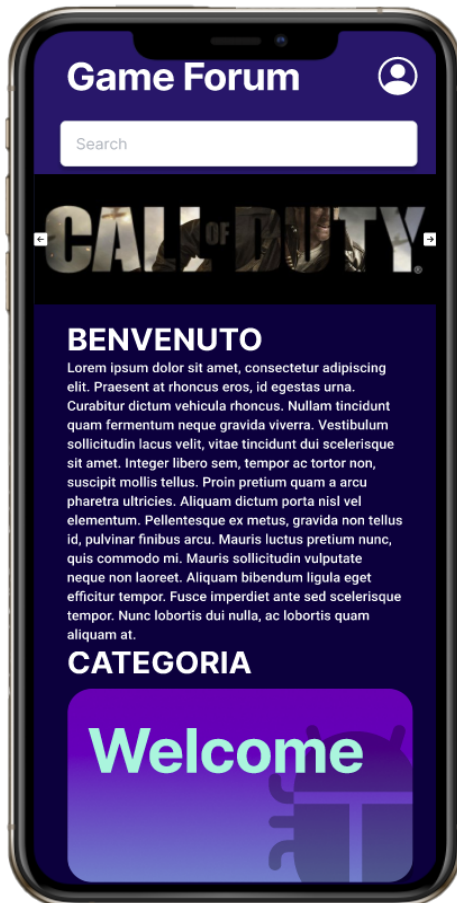 Game Forum
Search
CALL OF DUTY®
BENVENUTO
Lorem ipsum dolor sit amet, consectetur adipiscing
elit. Praesent at rhoncus eros, id egestas urna.
Curabitur dictum vehicula rhoncus. Nullam tincidunt
quam fermentum neque gravida viverra. Vestibulum
sollicitudin lacus velit, vitae tincidunt dui scelerisque
sit amet. Integer libero sem, tempor ac tortor non,
suscipit mollis tellus. Proin pretium quam a arcu
pharetra ultricies. Aliquam dictum porta nisl vel
elementum. Pellentesque ex metus, gravida non tellus
id, pulvinar finibus arcu. Mauris luctus pretium nunc,
quis commodo mi. Mauris sollicitudin vulputate
neque non laoreet. Aliquam bibendum ligula eget
efficitur tempor. Fusce imperdiet ante sed scelerisque
tempor. Nunc lobortis dui nulla, ac lobortis quam
aliquam at.
CATEGORIA
Welcome